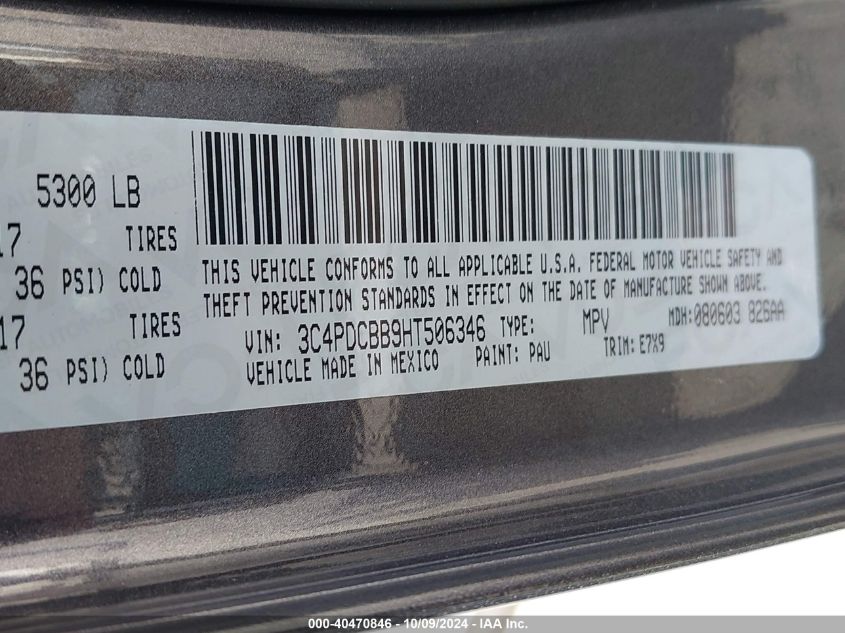 5300 LB
17 TIRES
36 PSI) COLD
17 TIRES
36 PSI) COLD
THIS VEHICLE CONFORMS TO ALL APPLICABLE U.S.A. FEDERAL MOTOR VEHICLE SAFETY AND
THEFT PREVENTION STANDARDS IN EFFECT ON THE DATE OF MANUFACTURE SHOWN ABOVE.
VIN: 3C4PDCBB9HT506346 TYPE: MPV MDH:080603 826AA
VEHICLE MADE IN MEXICO PAINT: PAU TRIM: E7X9
000-40470846 - 10/09/2024 - IAA Inc.